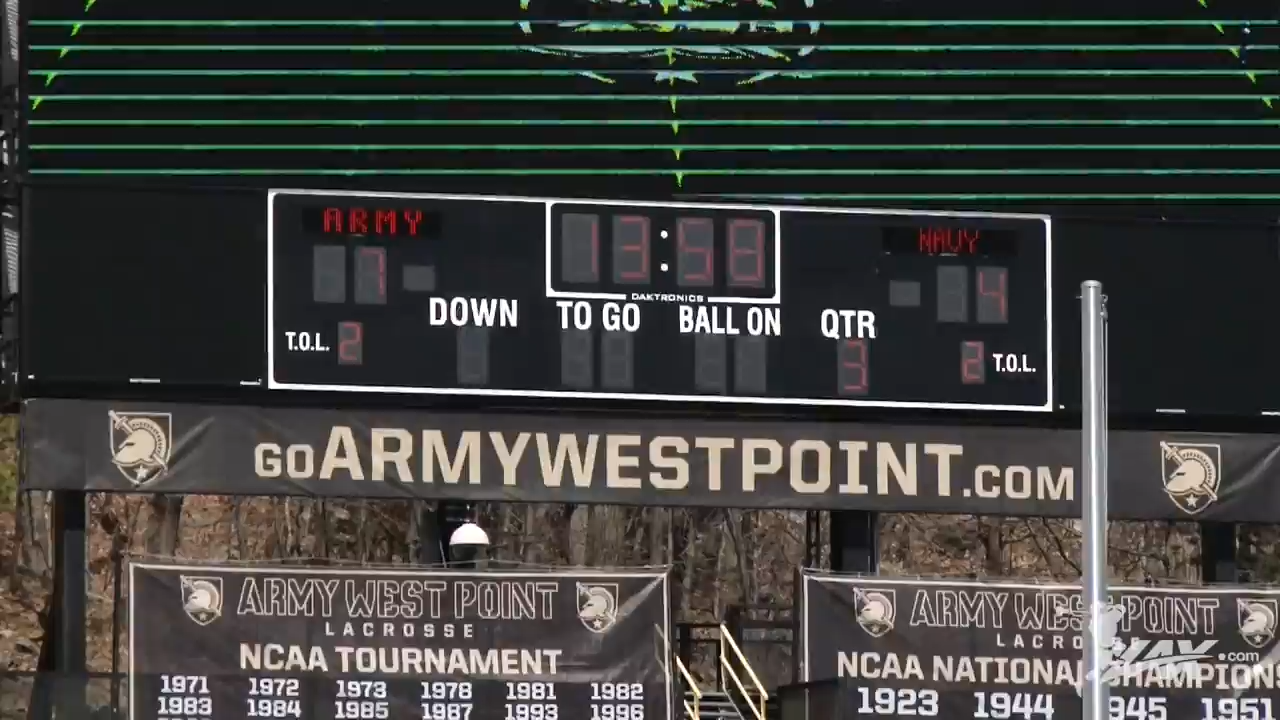 ARMY
13:58
NAVY
7
4
DAKTRONICS
DOWN TO GO BALL ON QTR
T.O.L. 2
3
2 T.O.L.
GOARMYWESTPOINT.COM
ARMY WEST POINT
LACROSSE
NCAA TOURNAMENT
1971 1972 1973 1978 1981 1982
1983 1984 1985 1987 1993 1996
ARMY WEST POINT
NCAA NATIONAL CHAMPIONS
1923 1944 1945 1951
.com